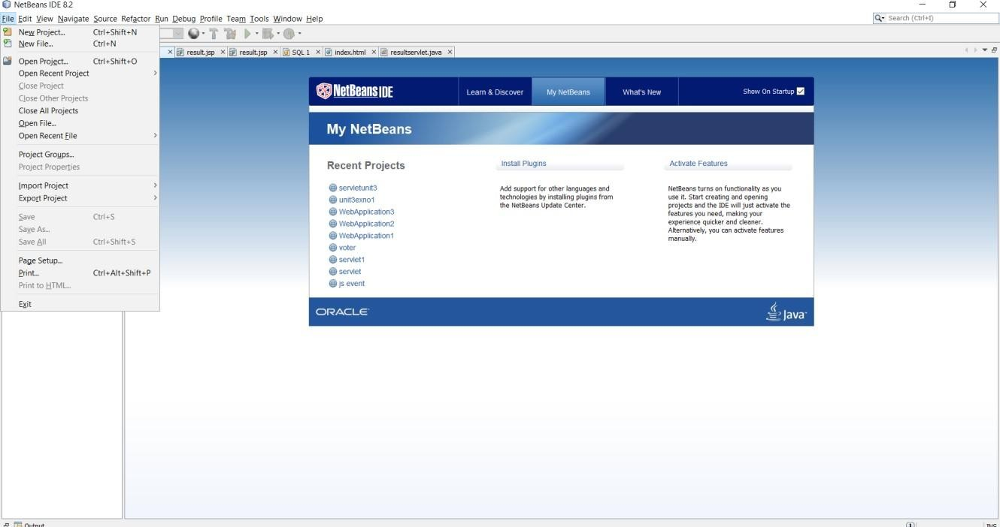 NetBeans IDE 8.2
File Edit View Navigate Source Refactor Run Debug Profile Team Tools Window Help
Search (Ctrl+I)
New Project... Ctrl+Shift+N
New File... Ctrl+N
Open Project... Ctrl+Shift+O
Open Recent Project
Close Project
Close Other Projects
Close All Projects
Open File...
Open Recent File
Project Groups...
Project Properties
Import Project
Export Project
Save Ctrl+S
Save As...
Save All Ctrl+Shift+S
Page Setup...
Print... Ctrl+Alt+Shift+P
Print to HTML...
Exit
result.jsp result.jsp SQL 1 index.html resultservlet.java
NetBeans IDE Learn & Discover My NetBeans What's New Show On Startup
My NetBeans
Recent Projects
servletunit3
unit3exno1
WebApplication3
WebApplication2
WebApplication1
voter
servlet1
servlet
js event
Install Plugins
Add support for other languages and
technologies by installing plugins from
the NetBeans Update Center.
Activate Features
NetBeans turns on functionality as you
use it. Start creating and opening
projects and the IDE will just activate the
features you need, making your
experience quicker and cleaner.
Alternatively, you can activate features
manually.
ORACLE Java
Output 1 INS